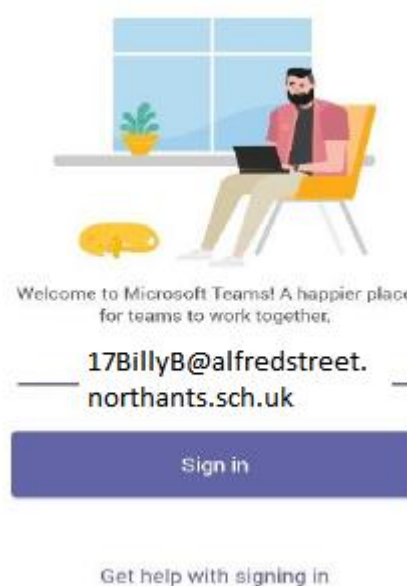 Welcome to Microsoft Teams! A happier place
for teams to work together.
17BillyB@alfredstreet.
northants.sch.uk
Sign in
Get help with signing in